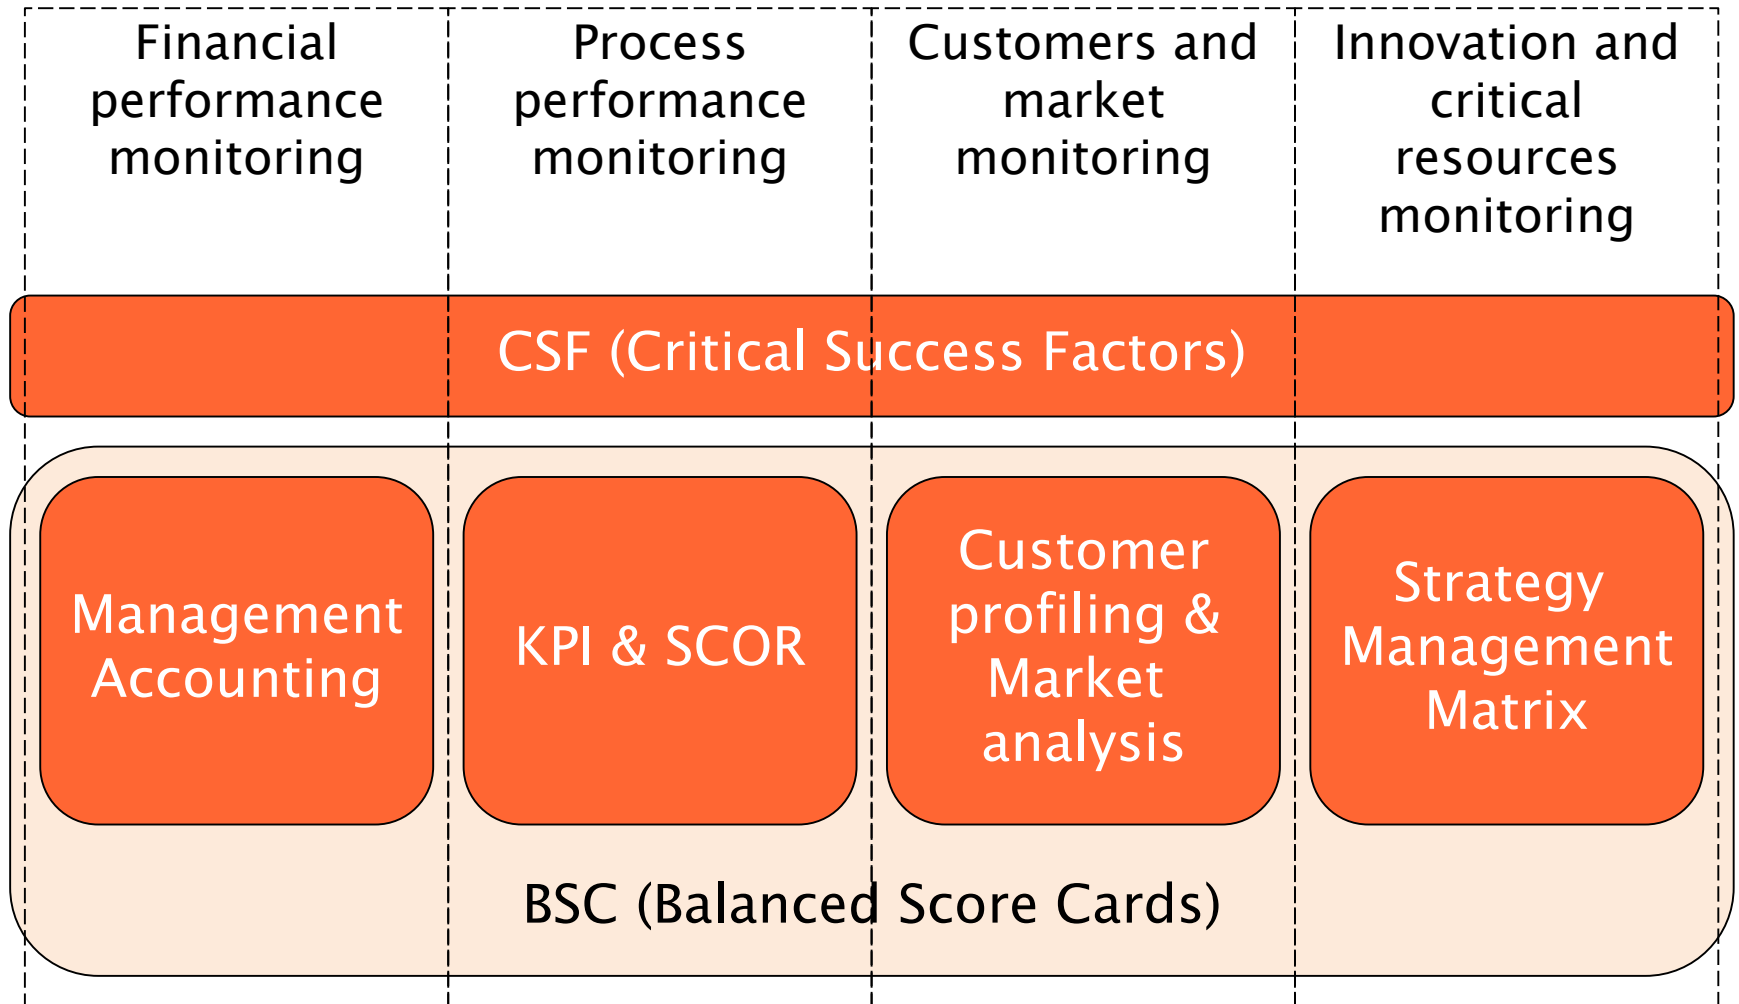 Financial
performance
monitoring
Process
performance
monitoring
Customers and
market
monitoring
Innovation and
critical
resources
monitoring
CSF (Critical Success Factors)
Management
Accounting
KPI & SCOR
Customer
profiling &
Market
analysis
Strategy
Management
Matrix
BSC (Balanced Score Cards)